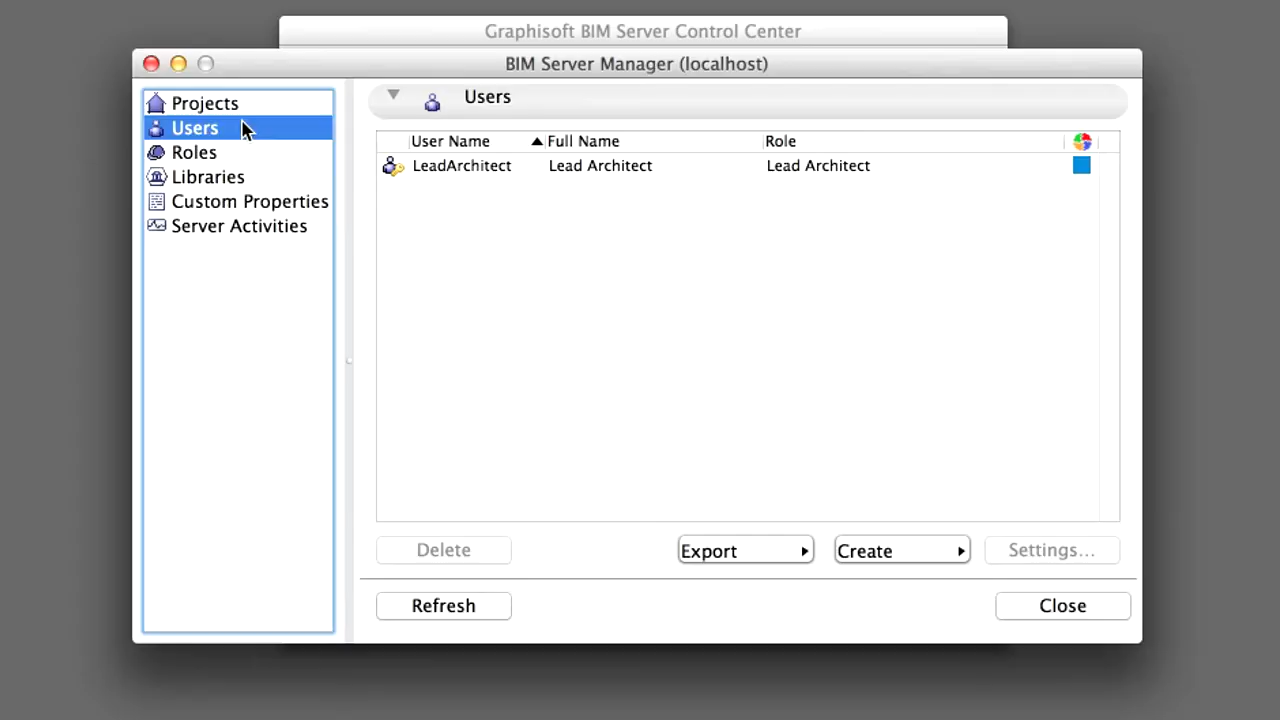 Graphisoft BIM Server Control Center
BIM Server Manager (localhost)
Projects
Users
Roles
Libraries
Custom Properties
Server Activities
Users
User Name Full Name Role
LeadArchitect Lead Architect Lead Architect
Delete Export Create Settings...
Refresh Close